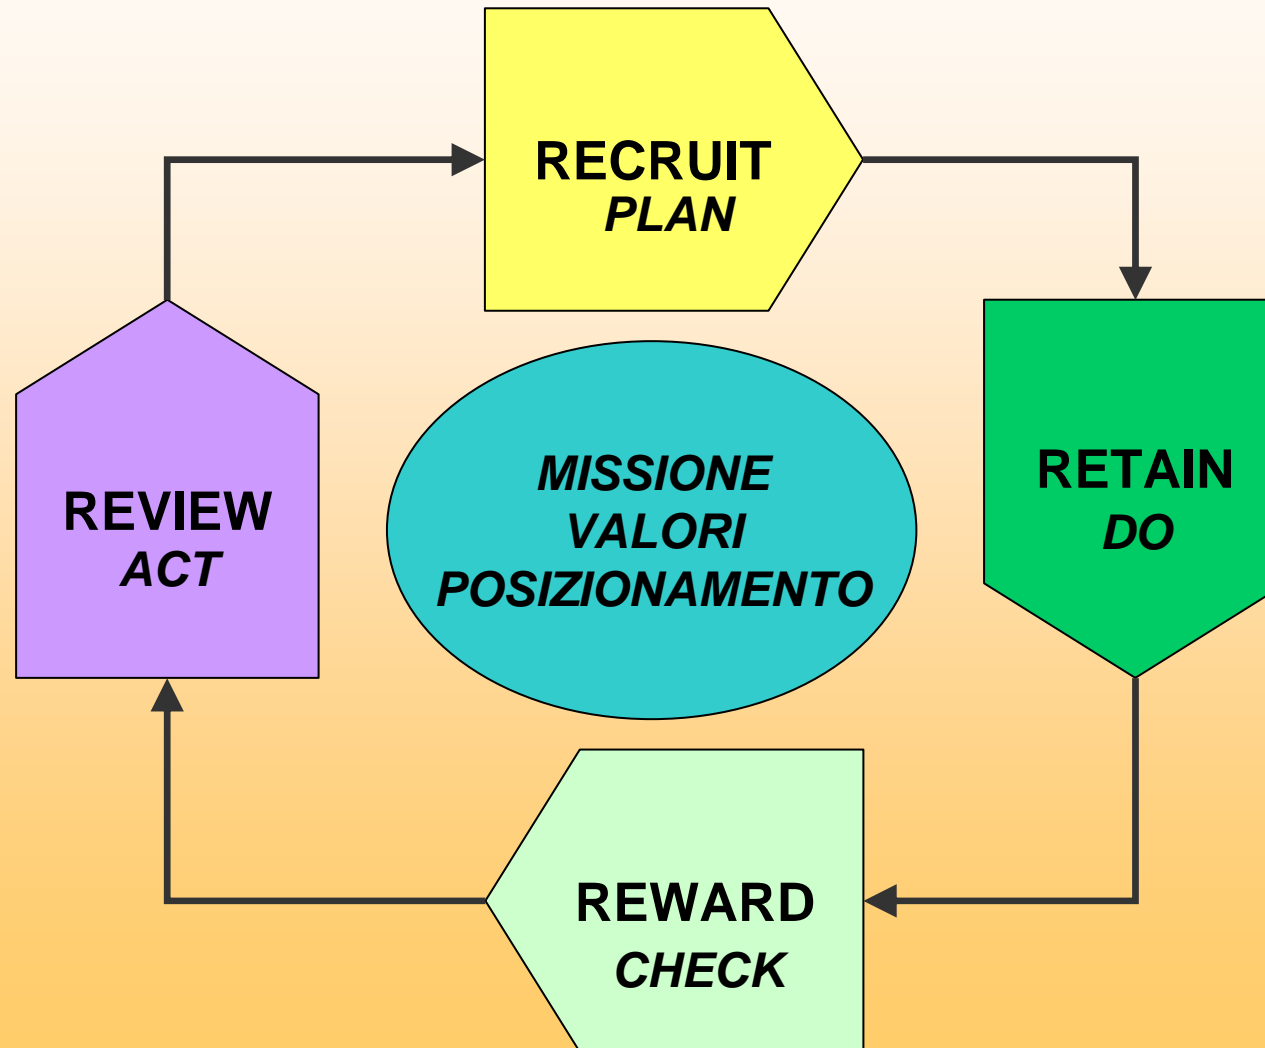 RECRUIT
PLAN
RETAIN
DO
MISSIONE
VALORI
POSIZIONAMENTO
REVIEW
ACT
REWARD
CHECK